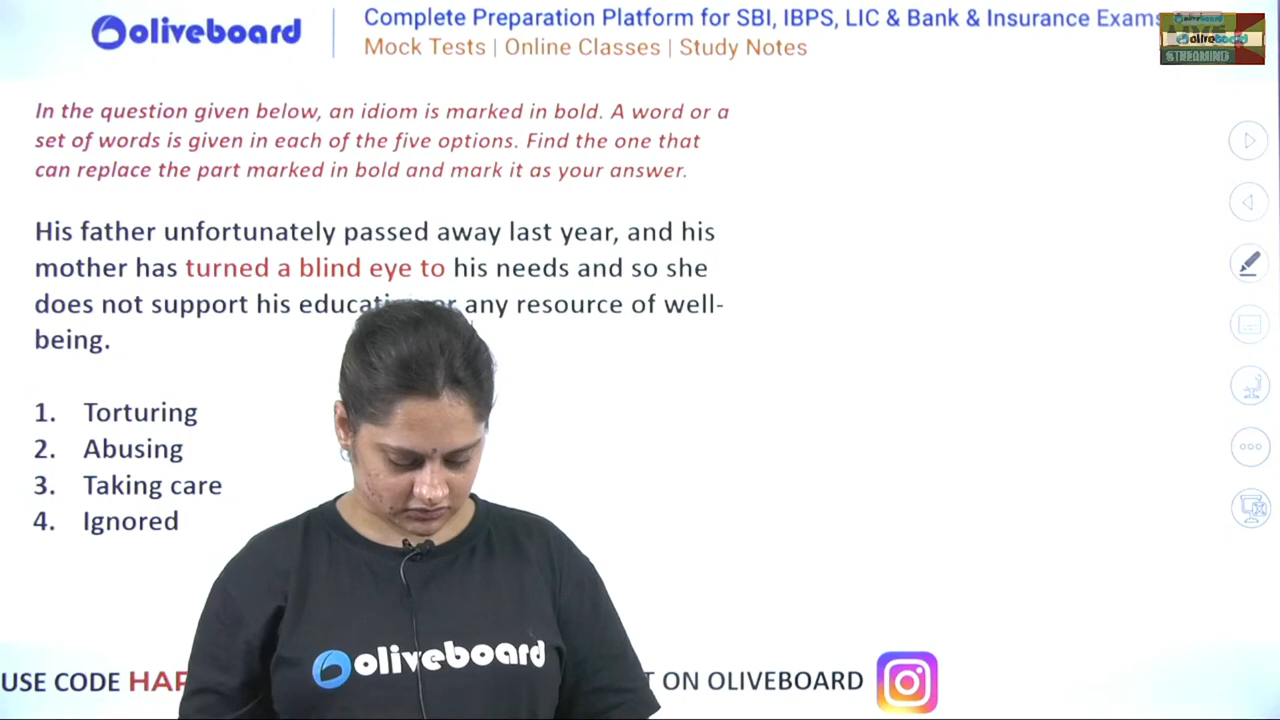 oliveboard
Complete Preparation Platform for SBI, IBPS, LIC & Bank & Insurance Exams
Mock Tests | Online Classes | Study Notes
oliveboard
STREAMING
In the question given below, an idiom is marked in bold. A word or a
set of words is given in each of the five options. Find the one that
can replace the part marked in bold and mark it as your answer.
His father unfortunately passed away last year, and his
mother has turned a blind eye to his needs and so she
does not support his education or any resource of well-
being.
1. Torturing
2. Abusing
3. Taking care
4. Ignored
oliveboard
USE CODE HAP
T ON OLIVEBOARD